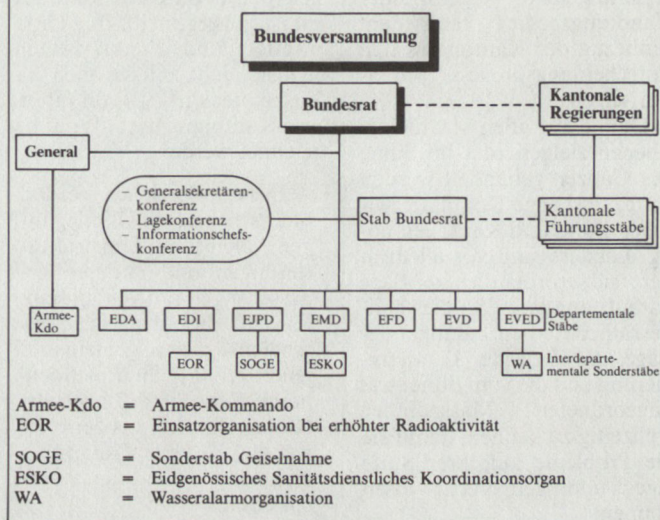 Bundesversammlung
Bundesrat
Kantonale
Regierungen
General
– Generalsekretären-
konferenz
– Lagekonferenz
– Informationschefs-
konferenz
Stab Bundesrat
Kantonale
Führungsstäbe
Armee-
Kdo
EDA
EDI
EJPD
EMD
EFD
EVD
EVED
Departementale
Stäbe
EOR
SOGE
ESKO
WA
Interdeparte-
mentale Sonderstäbe
Armee-Kdo = Armee-Kommando
EOR = Einsatzorganisation bei erhöhter Radioaktivität
SOGE = Sonderstab Geiselnahme
ESKO = Eidgenössisches Sanitätsdienstliches Koordinationsorgan
WA = Wasseralarmorganisation